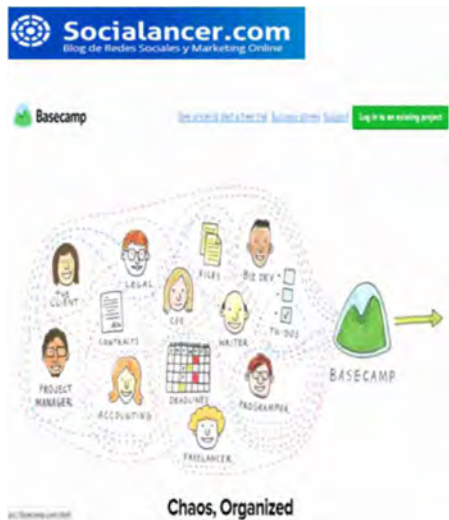 Socialancer.com
Blog de Redes Sociales y Marketing Online
Basecamp
Log in to an existing project
THE CLIENT
LEGAL
FILES
BIZ DEV
CONTRACTS
CEO
WRITER
TO-DOS
BASECAMP
PROJECT MANAGER
ACCOUNTING
DEADLINES
PROGRAMMER
FREELANCER
Chaos, Organized